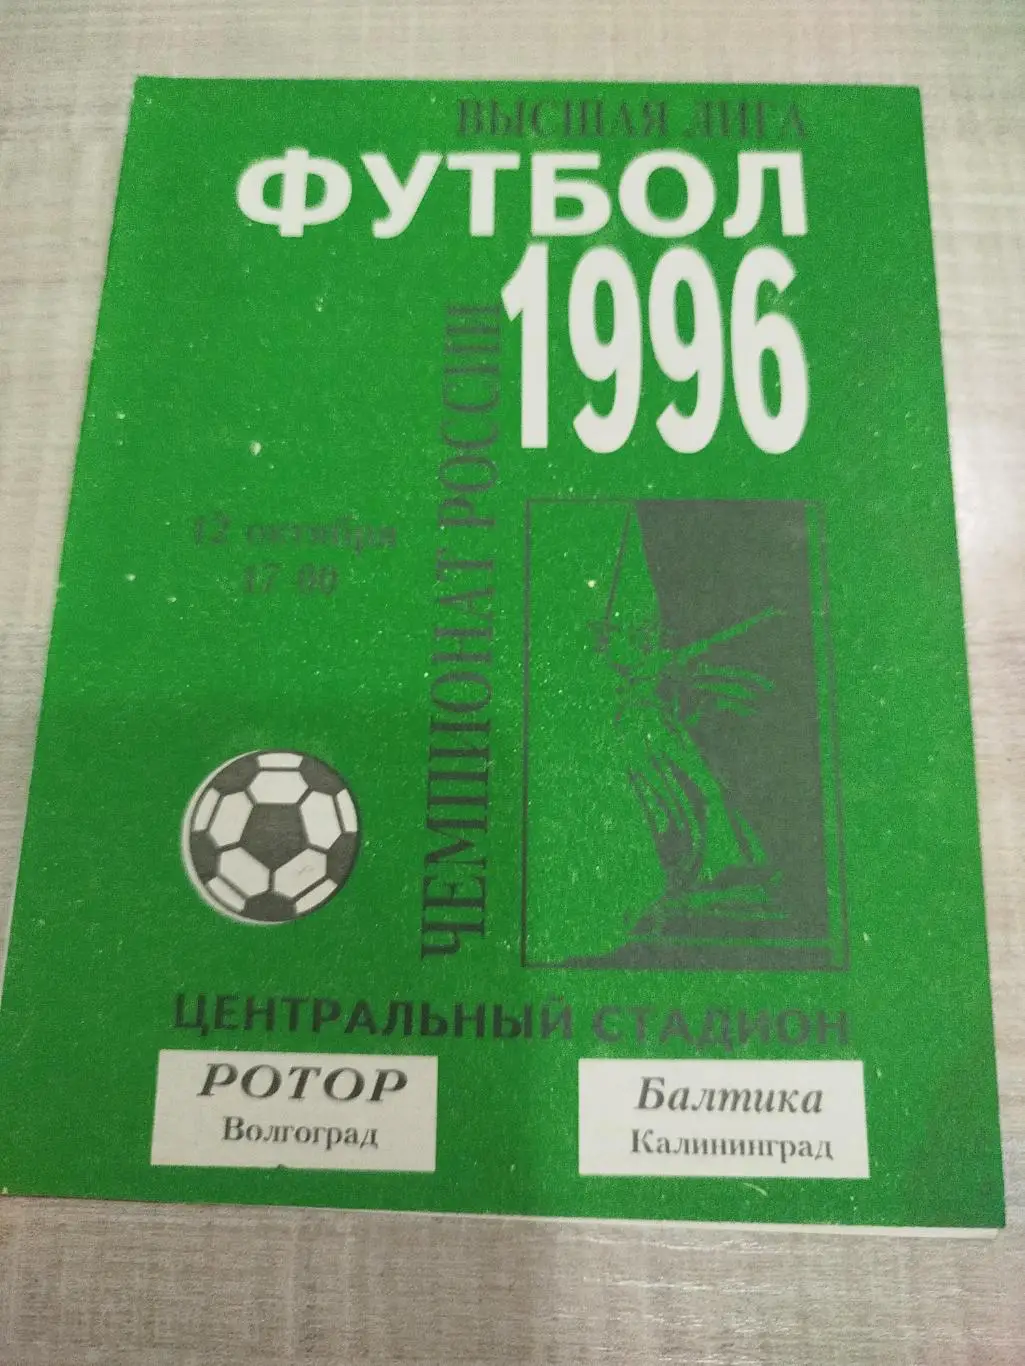 ВЫСШАЯ ЛИГА
ФУТБОЛ
1996
ЧЕМПИОНАТ РОССИИ
12 октября
17 00
ЦЕНТРАЛЬНЫЙ СТАДИОН
РОТОР
Волгоград
Балтика
Калининград